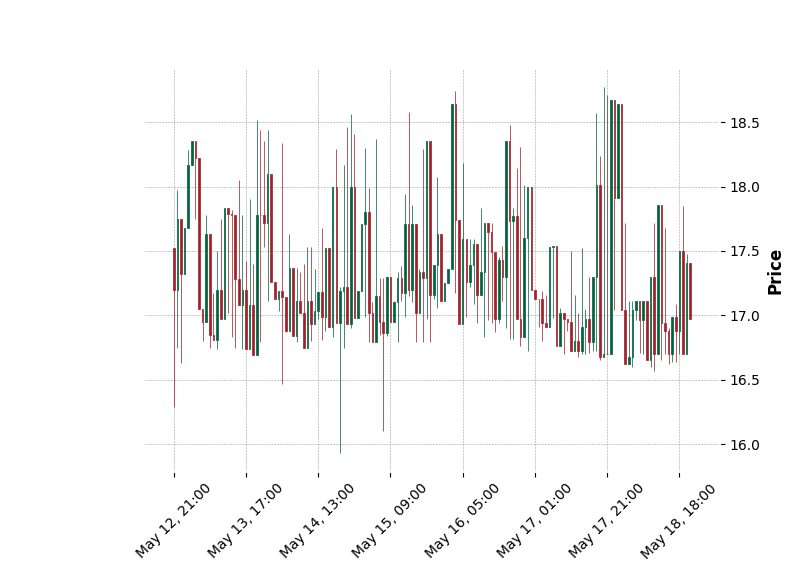 18.5
18.0
17.5
17.0
16.5
16.0
Price
May 12, 21:00
May 13, 17:00
May 14, 13:00
May 15, 09:00
May 16, 05:00
May 17, 01:00
May 17, 21:00
May 18, 18:00